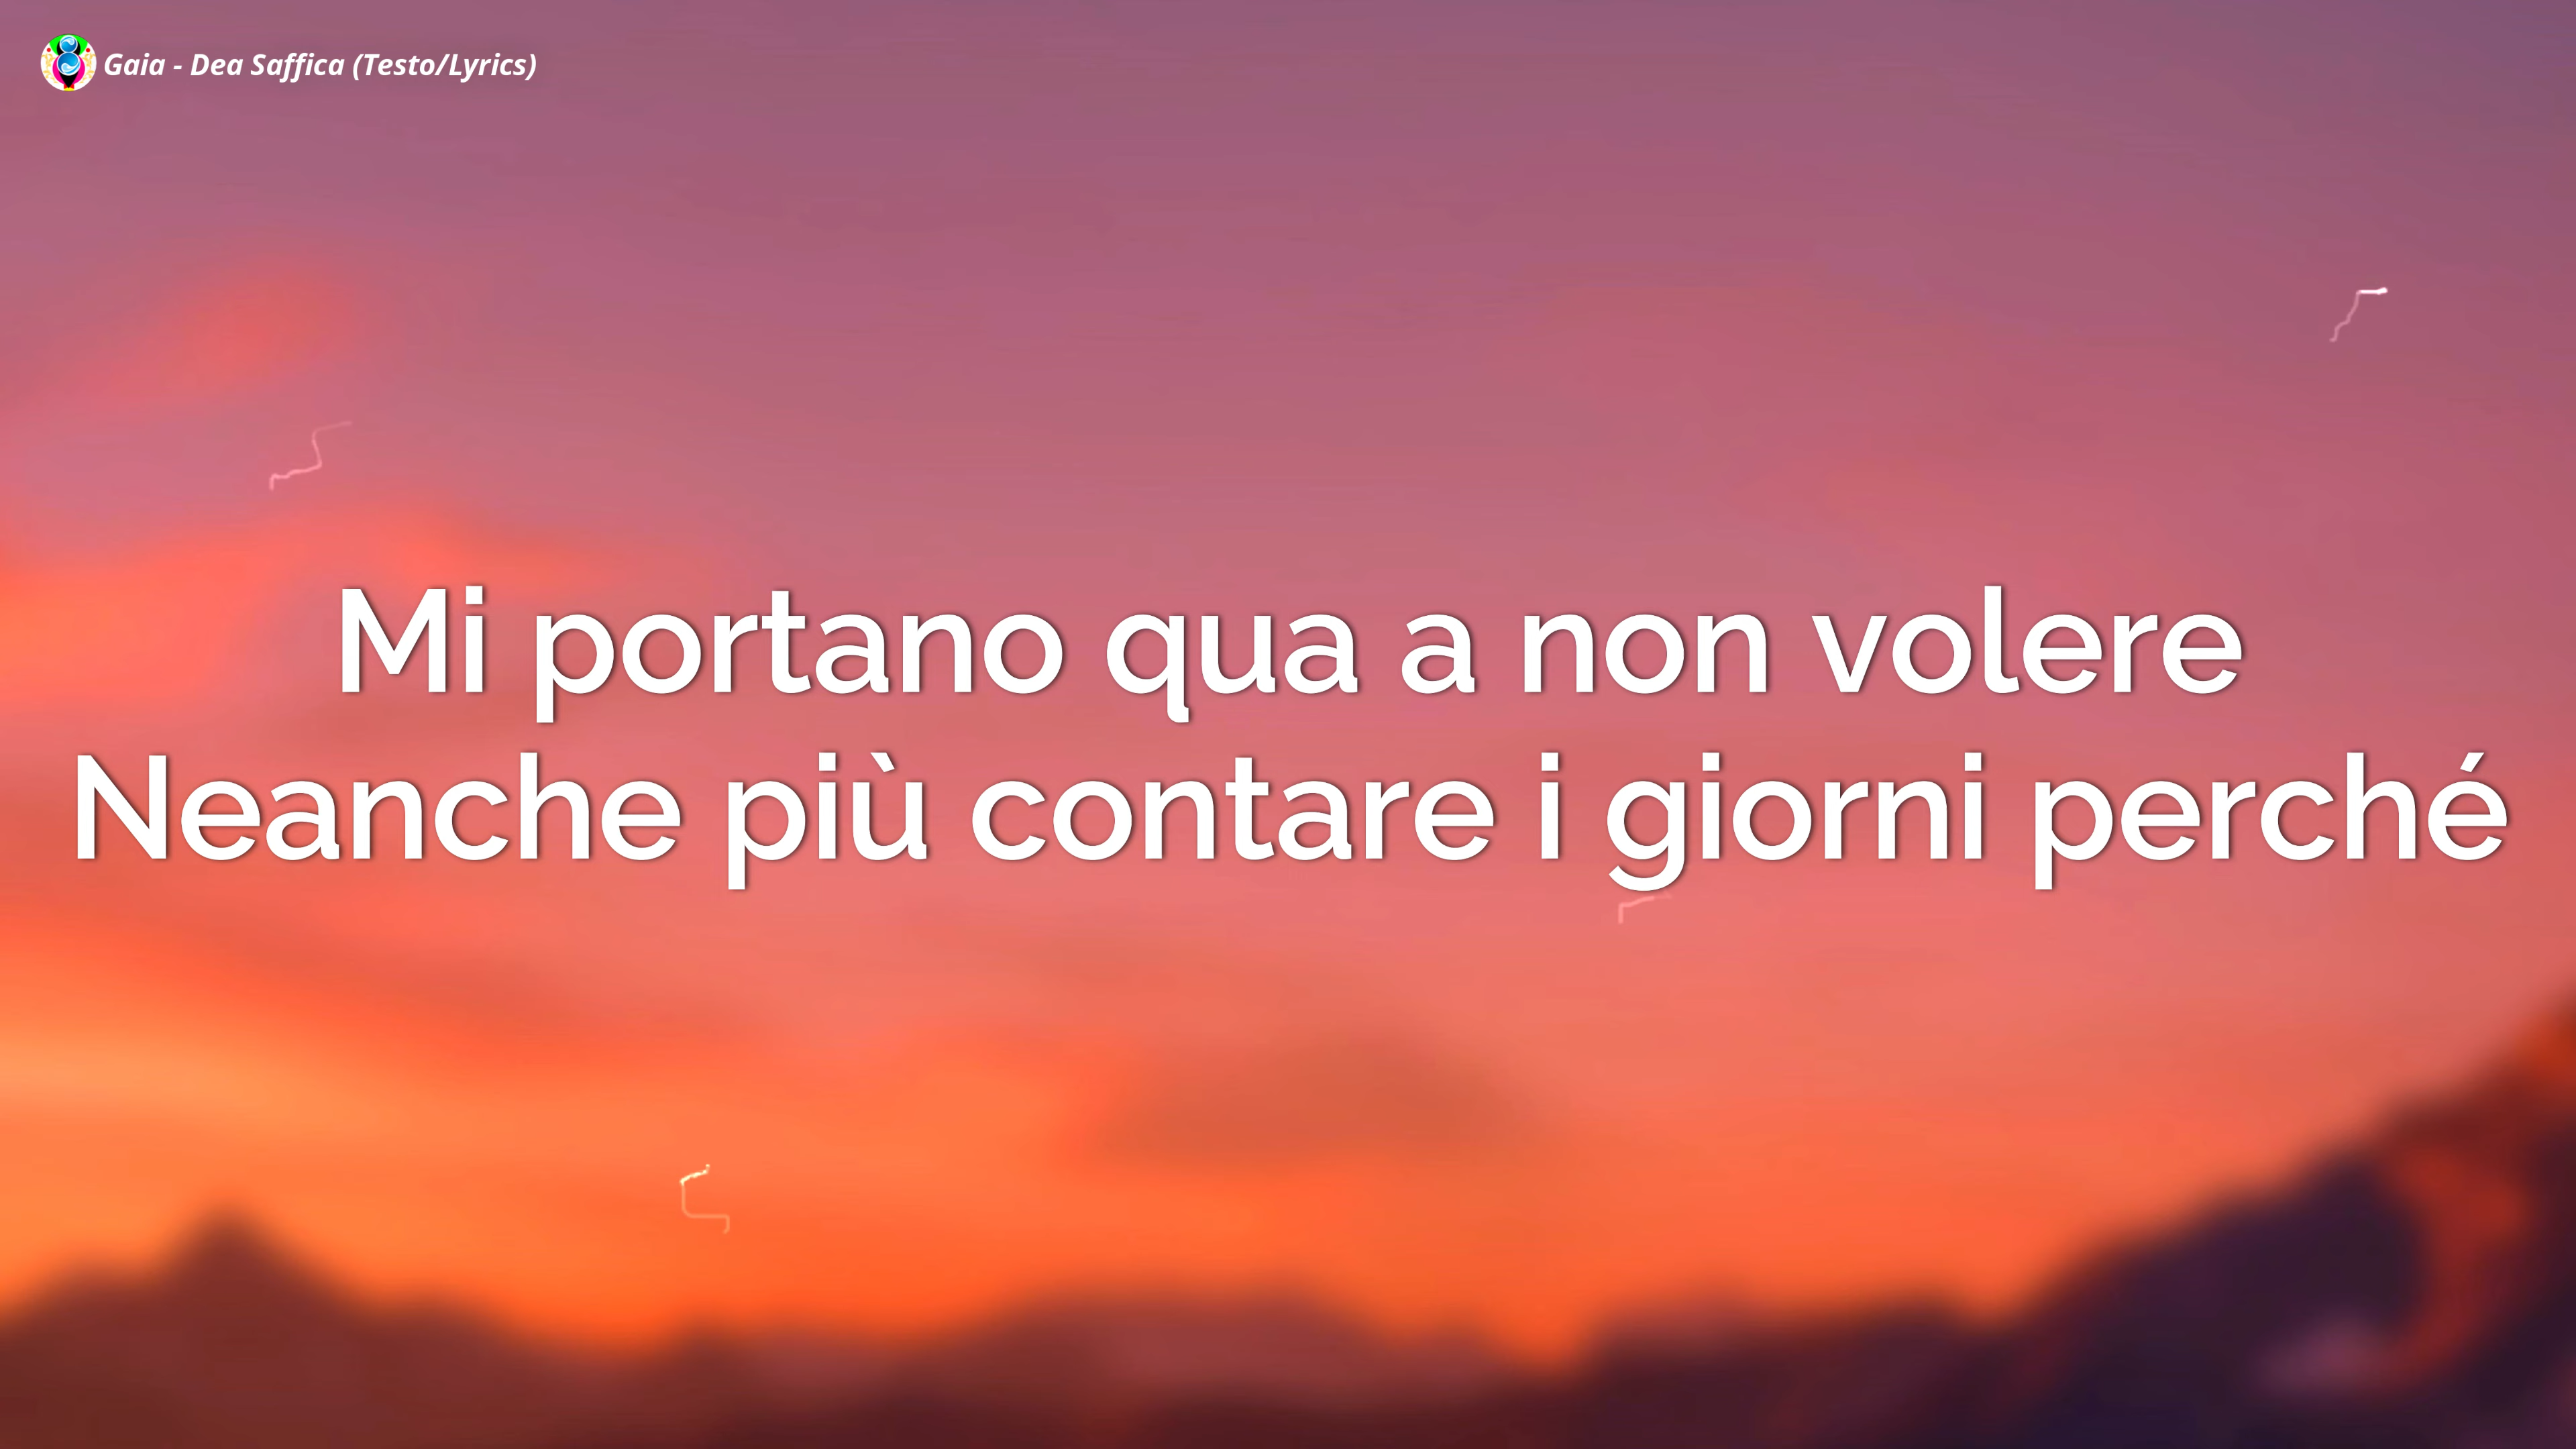 Gaia - Dea Saffica (Testo/Lyrics)
Mi portano qua a non volere
Neanche più contare i giorni perché